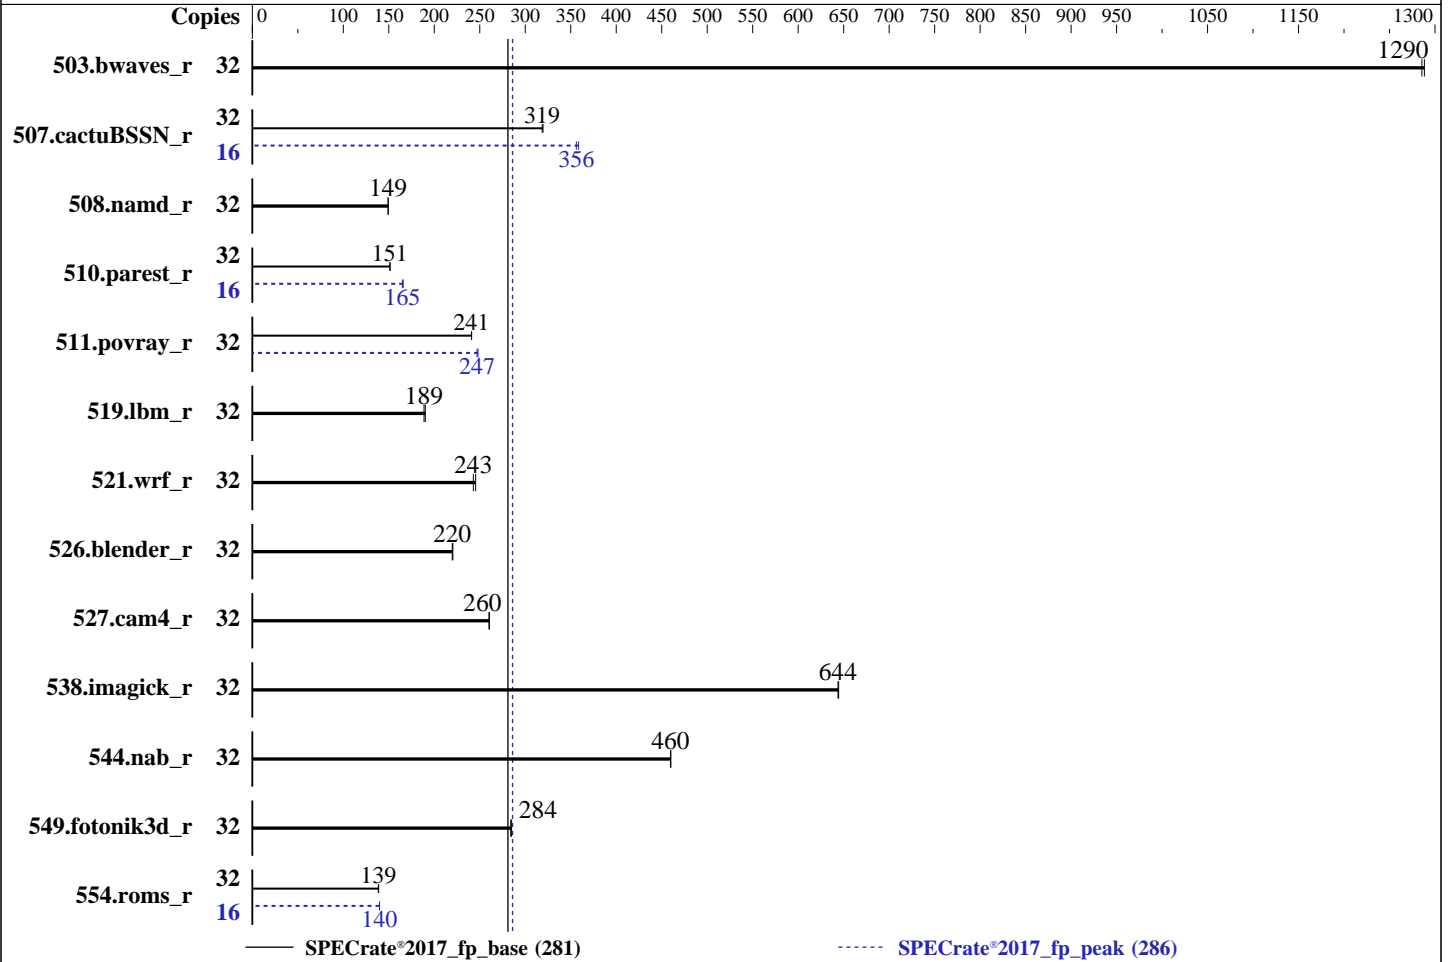 Copies 0 100 150 200 250 300 350 400 450 500 550 600 650 700 750 800 850 900 950 1050 1150 1300
503.bwaves_r 32 1290
507.cactuBSSN_r 32 319
16 356
508.namd_r 32 149
510.parest_r 32 151
16 165
511.povray_r 32 241
247
519.lbm_r 32 189
521.wrf_r 32 243
526.blender_r 32 220
527.cam4_r 32 260
538.imagick_r 32 644
544.nab_r 32 460
549.fotonik3d_r 32 284
554.roms_r 32 139
16 140
SPECrate®2017_fp_base (281) SPECrate®2017_fp_peak (286)